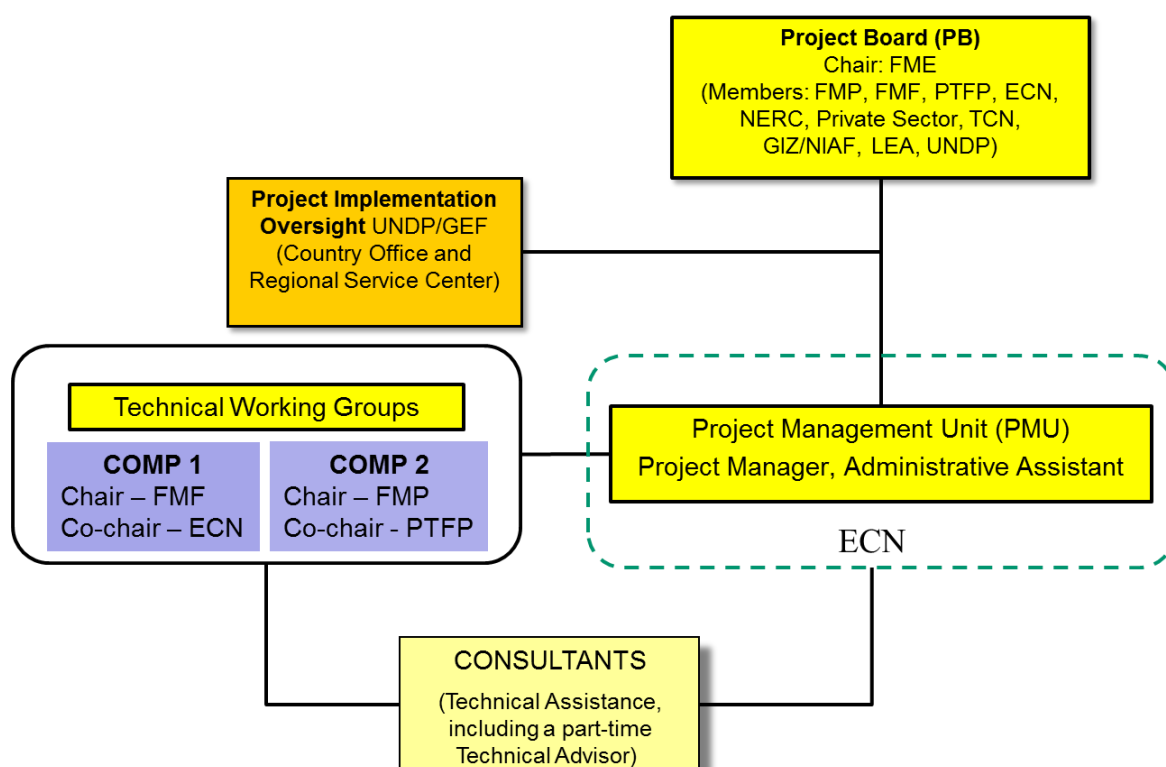 Project Board (PB)
Chair: FME
(Members: FMP, FMF, PTFP, ECN,
NERC, Private Sector, TCN,
GIZ/NIAF, LEA, UNDP)
Project Implementation
Oversight UNDP/GEF
(Country Office and
Regional Service Center)
Technical Working Groups
COMP 1
Chair – FMF
Co-chair – ECN
COMP 2
Chair – FMP
Co-chair - PTFP
Project Management Unit (PMU)
Project Manager, Administrative Assistant
ECN
CONSULTANTS
(Technical Assistance,
including a part-time
Technical Advisor)